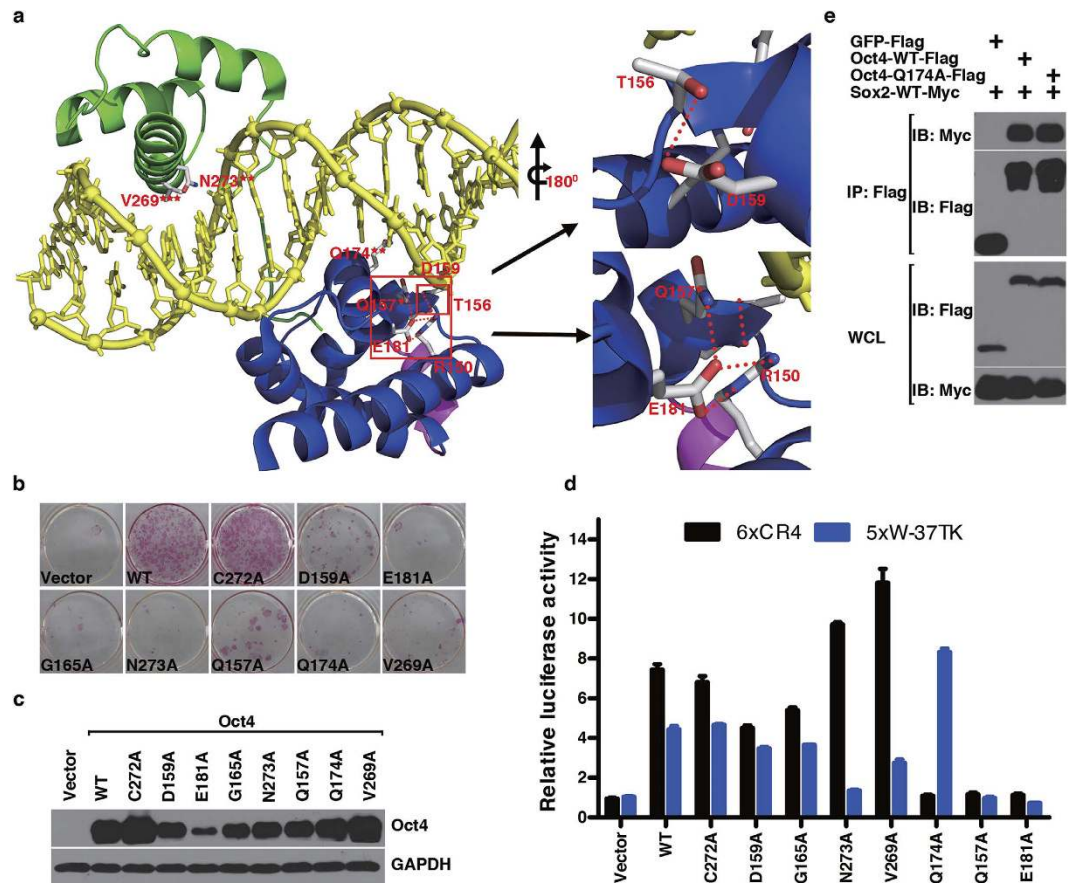 a
V269***
N273**
Q174**
D159
Q157*
T156
E181
R150
180⁰
T156
D159
Q157*
R150
E181
e
GFP-Flag +
Oct4-WT-Flag +
Oct4-Q174A-Flag +
Sox2-WT-Myc + + +
IP: Flag
IB: Myc
IB: Flag
WCL
IB: Flag
IB: Myc
b
Vector WT C272A D159A E181A
G165A N273A Q157A Q174A V269A
c
Oct4
Vector WT C272A D159A E181A G165A N273A Q157A Q174A V269A
Oct4
GAPDH
d
6xCR4 5xW-37TK
Relative luciferase activity
14
12
10
8
6
4
2
0
Vector WT C272A D159A G165A N273A V269A Q174A Q157A E181A